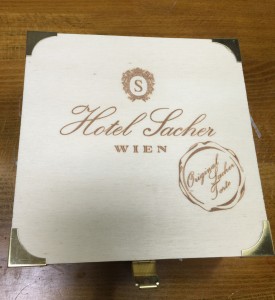 S
Hotel Sacher
WIEN
Original
Sacher
Torte